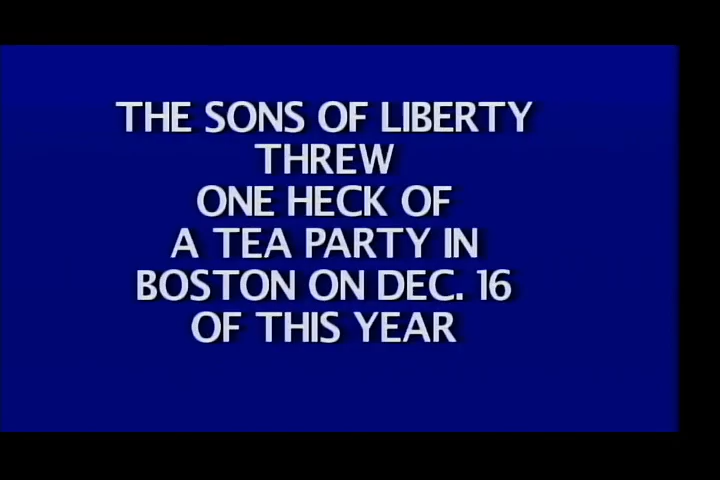 THE SONS OF LIBERTY
THREW
ONE HECK OF
A TEA PARTY IN
BOSTON ON DEC. 16
OF THIS YEAR